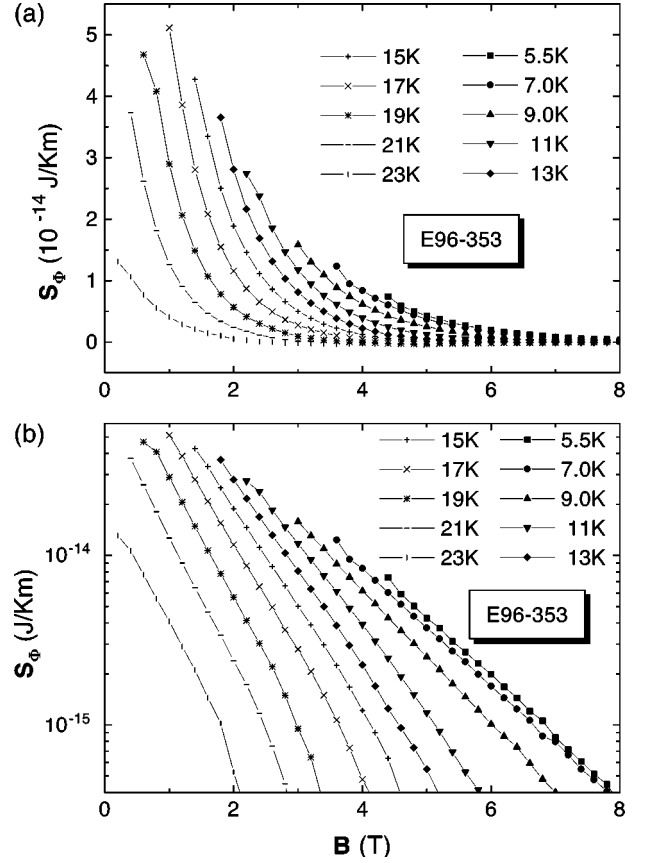 (a)
5
4
3
2
1
0
S_Φ (10^-14 J/Km)
15K
17K
19K
21K
23K
5.5K
7.0K
9.0K
11K
13K
E96-353
0 2 4 6 8
(b)
10^-14
10^-15
S_Φ (J/Km)
15K
17K
19K
21K
23K
5.5K
7.0K
9.0K
11K
13K
E96-353
0 2 4 6 8
B (T)